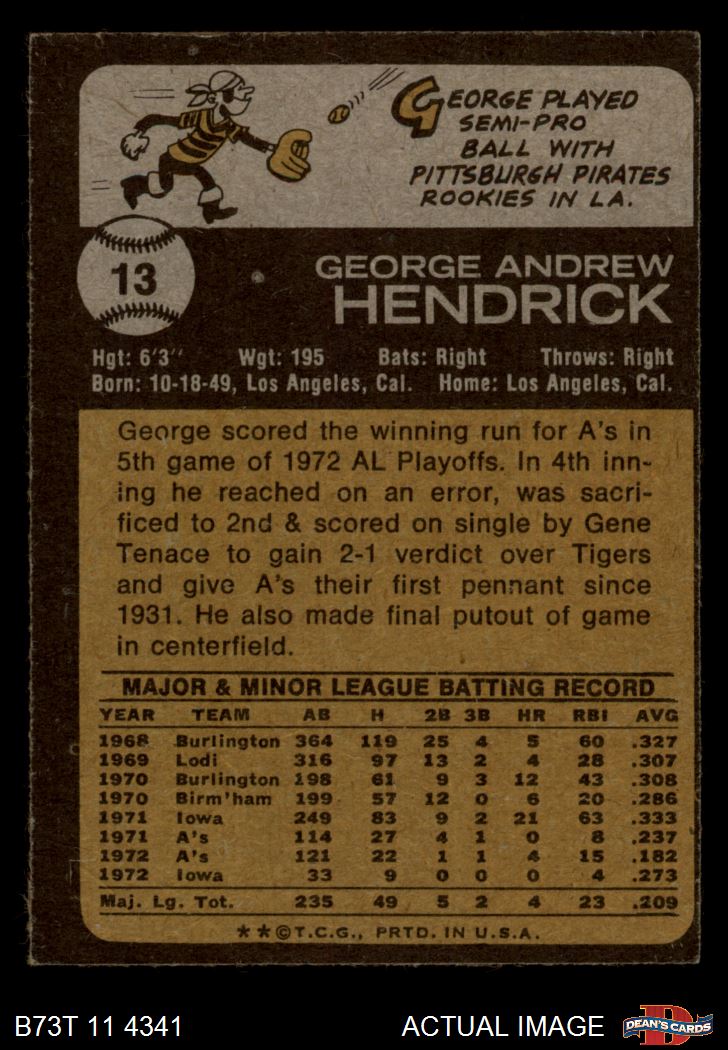 GEORGE PLAYED
SEMI-PRO
BALL WITH
PITTSBURGH PIRATES
ROOKIES IN L.A.
13
GEORGE ANDREW
HENDRICK
Hgt: 6'3" Wgt: 195 Bats: Right Throws: Right
Born: 10-18-49, Los Angeles, Cal. Home: Los Angeles, Cal.
George scored the winning run for A's in
5th game of 1972 AL Playoffs. In 4th inn-
ing he reached on an error, was sacri-
ficed to 2nd & scored on single by Gene
Tenace to gain 2-1 verdict over Tigers
and give A's their first pennant since
1931. He also made final putout of game
in centerfield.
MAJOR & MINOR LEAGUE BATTING RECORD
YEAR TEAM AB H 2B 3B HR RBI AVG
1968 Burlington 364 119 25 4 5 60 .327
1969 Lodi 316 97 13 2 4 28 .307
1970 Burlington 198 61 9 3 12 43 .308
1970 Birm'ham 199 57 12 0 6 20 .286
1971 Iowa 249 83 9 2 21 63 .333
1971 A's 114 27 4 1 0 8 .237
1972 A's 121 22 1 1 4 15 .182
1972 Iowa 33 9 0 0 0 4 .273
Maj. Lg. Tot. 235 49 5 2 4 23 .209
**©T.C.G., PRTD. IN U.S.A.
B73T 11 4341 ACTUAL IMAGE D DEAN'S CARDS